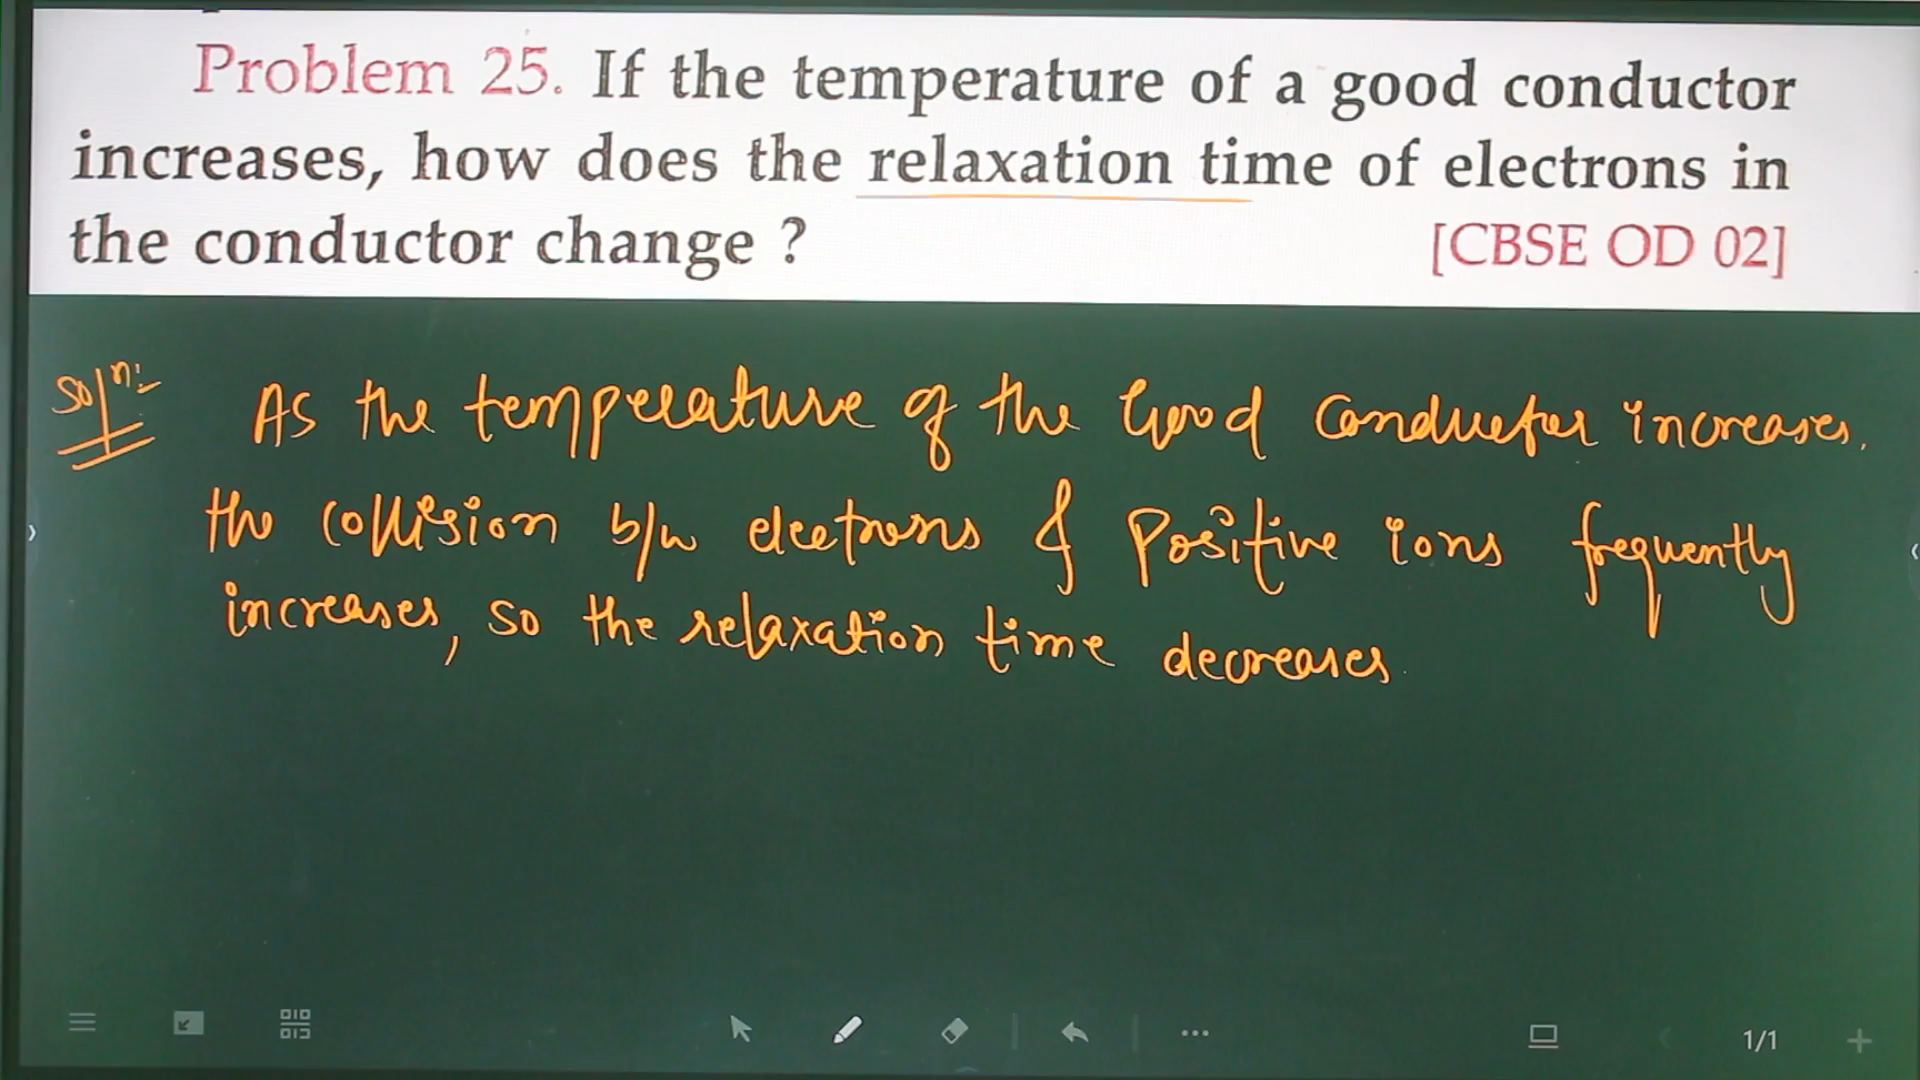 Problem 25. If the temperature of a good conductor
increases, how does the relaxation time of electrons in
the conductor change ? [CBSE OD 02]
Solⁿ:- As the temperature of the Good Conductor increases.
the collision b/w electrons & Positive ions frequently
increases, so the relaxation time decreases.
1/1